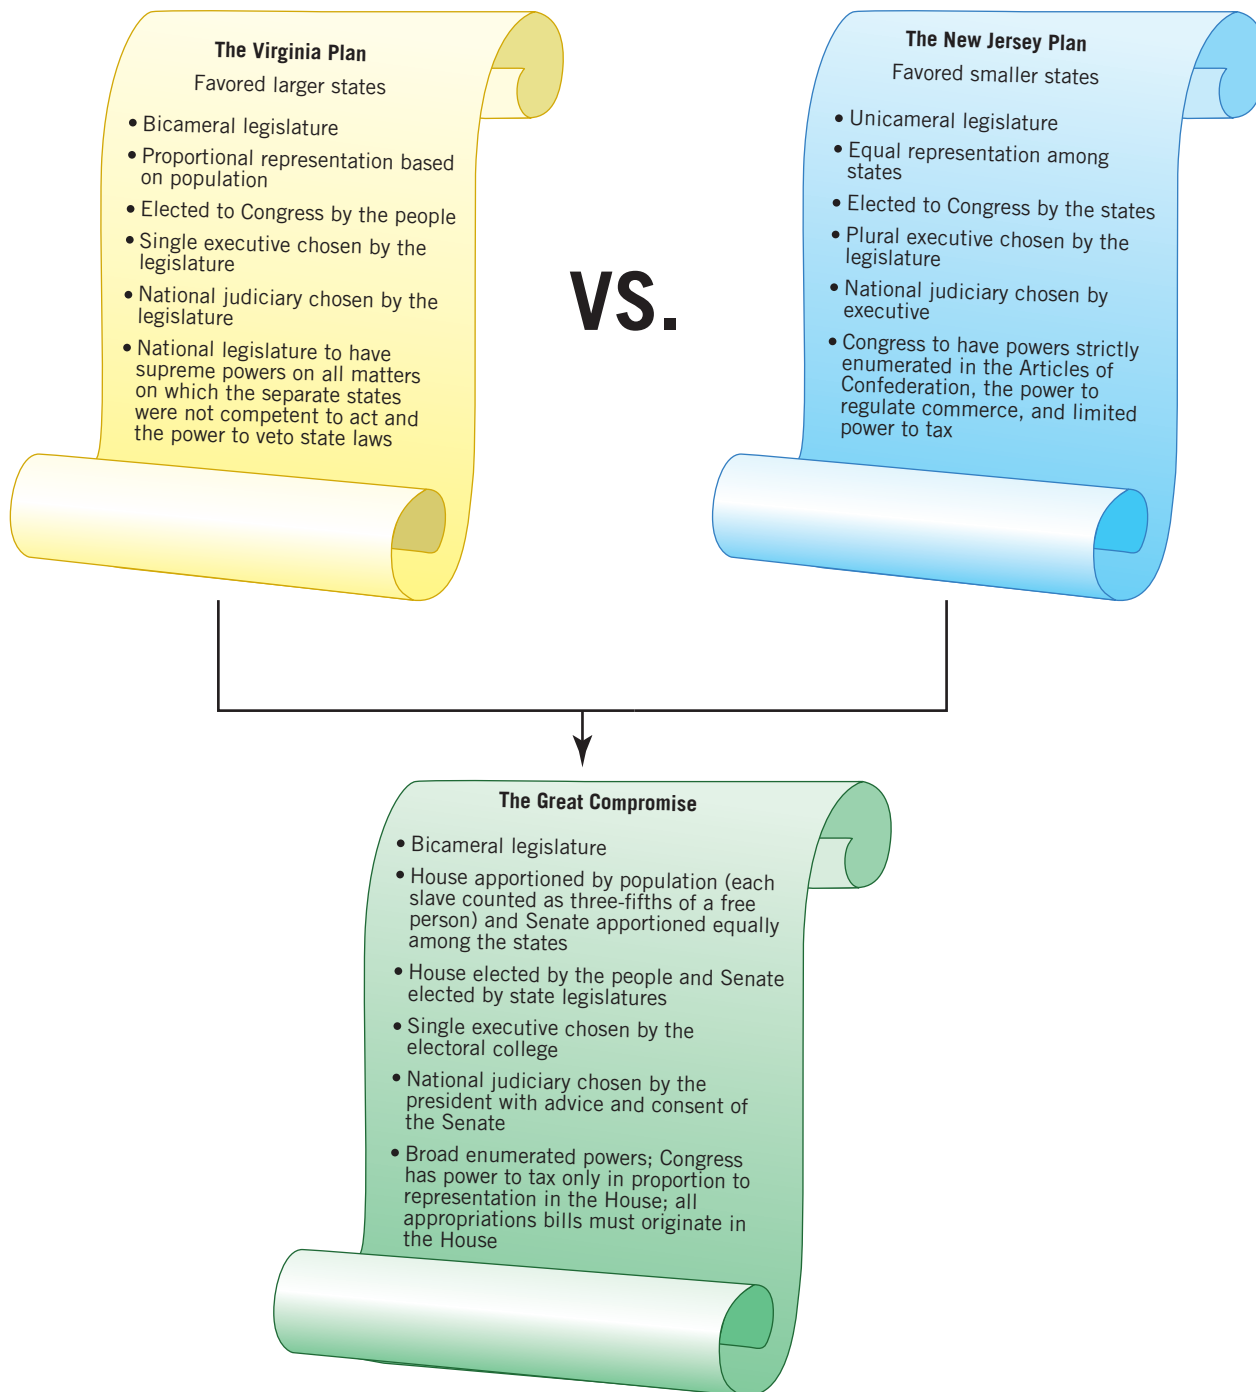 The Virginia Plan
Favored larger states
• Bicameral legislature
• Proportional representation based
on population
• Elected to Congress by the people
• Single executive chosen by the
legislature
• National judiciary chosen by the
legislature
• National legislature to have
supreme powers on all matters
on which the separate states
were not competent to act and
the power to veto state laws
VS.
The New Jersey Plan
Favored smaller states
• Unicameral legislature
• Equal representation among
states
• Elected to Congress by the states
• Plural executive chosen by the
legislature
• National judiciary chosen by
executive
• Congress to have powers strictly
enumerated in the Articles of
Confederation, the power to
regulate commerce, and limited
power to tax
The Great Compromise
• Bicameral legislature
• House apportioned by population (each
slave counted as three-fifths of a free
person) and Senate apportioned equally
among the states
• House elected by the people and Senate
elected by state legislatures
• Single executive chosen by the
electoral college
• National judiciary chosen by the
president with advice and consent of
the Senate
• Broad enumerated powers; Congress
has power to tax only in proportion to
representation in the House; all
appropriations bills must originate in
the House